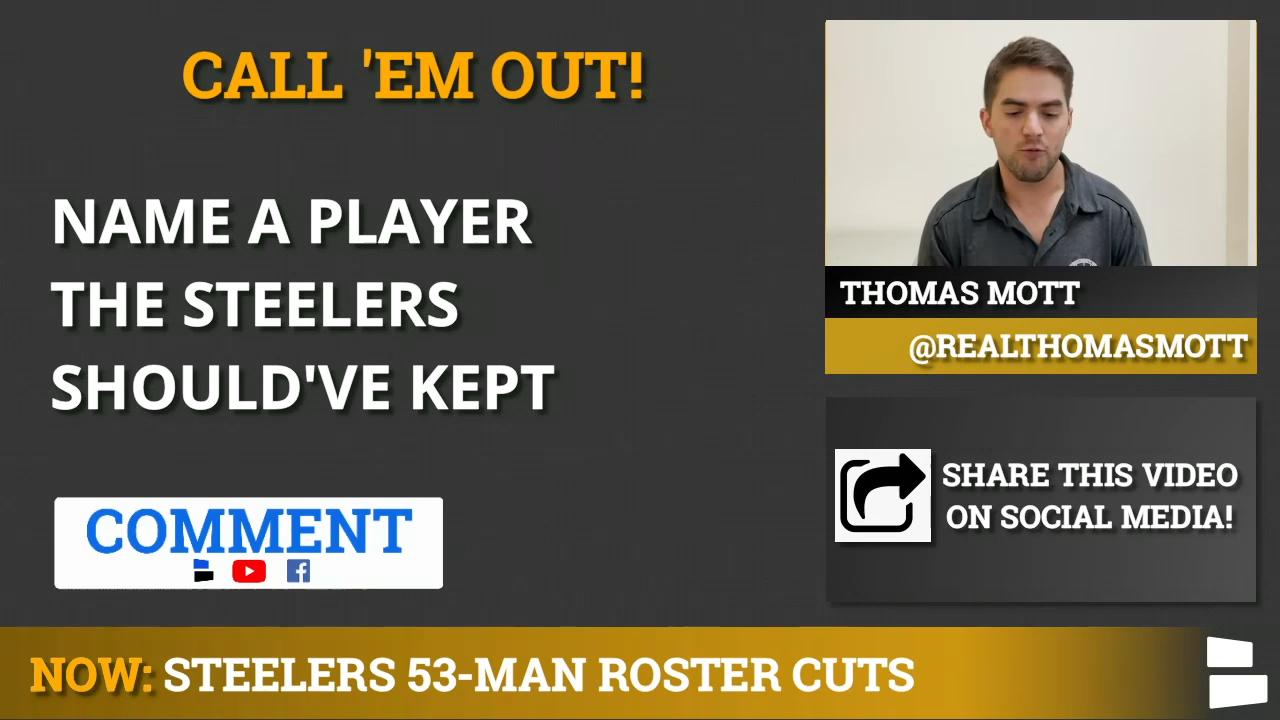 CALL 'EM OUT!
NAME A PLAYER
THE STEELERS
SHOULD'VE KEPT
COMMENT
THOMAS MOTT
@REALTHOMASMOTT
SHARE THIS VIDEO
ON SOCIAL MEDIA!
NOW: STEELERS 53-MAN ROSTER CUTS